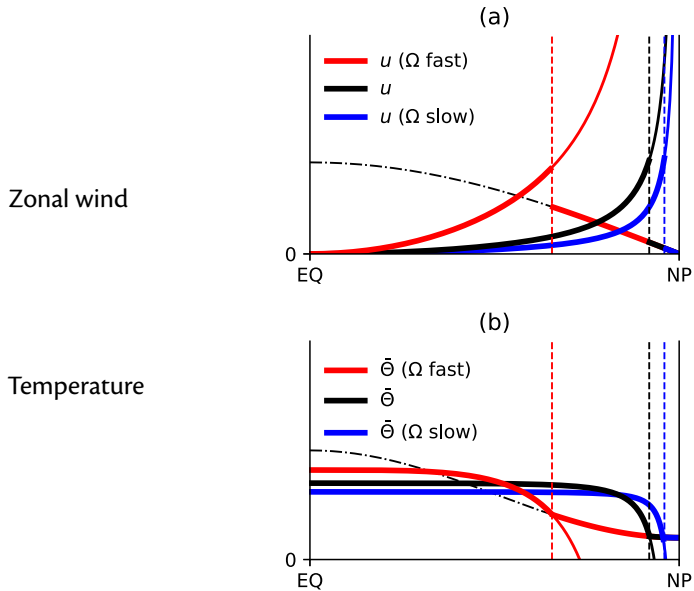 (a)
u (Ω fast)
u
u (Ω slow)
Zonal wind
0
EQ NP
(b)
Θ̄ (Ω fast)
Θ̄
Θ̄ (Ω slow)
Temperature
0
EQ NP